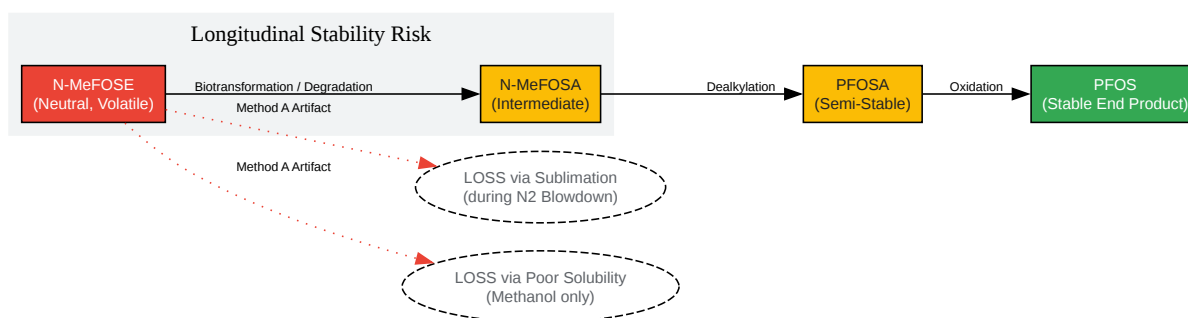 Longitudinal Stability Risk
N-MeFOSE
(Neutral, Volatile)
Biotransformation / Degradation
Method A Artifact
N-MeFOSA
(Intermediate)
Dealkylation
PFOSA
(Semi-Stable)
Oxidation
PFOS
(Stable End Product)
Method A Artifact
LOSS via Sublimation
(during N2 Blowdown)
LOSS via Poor Solubility
(Methanol only)